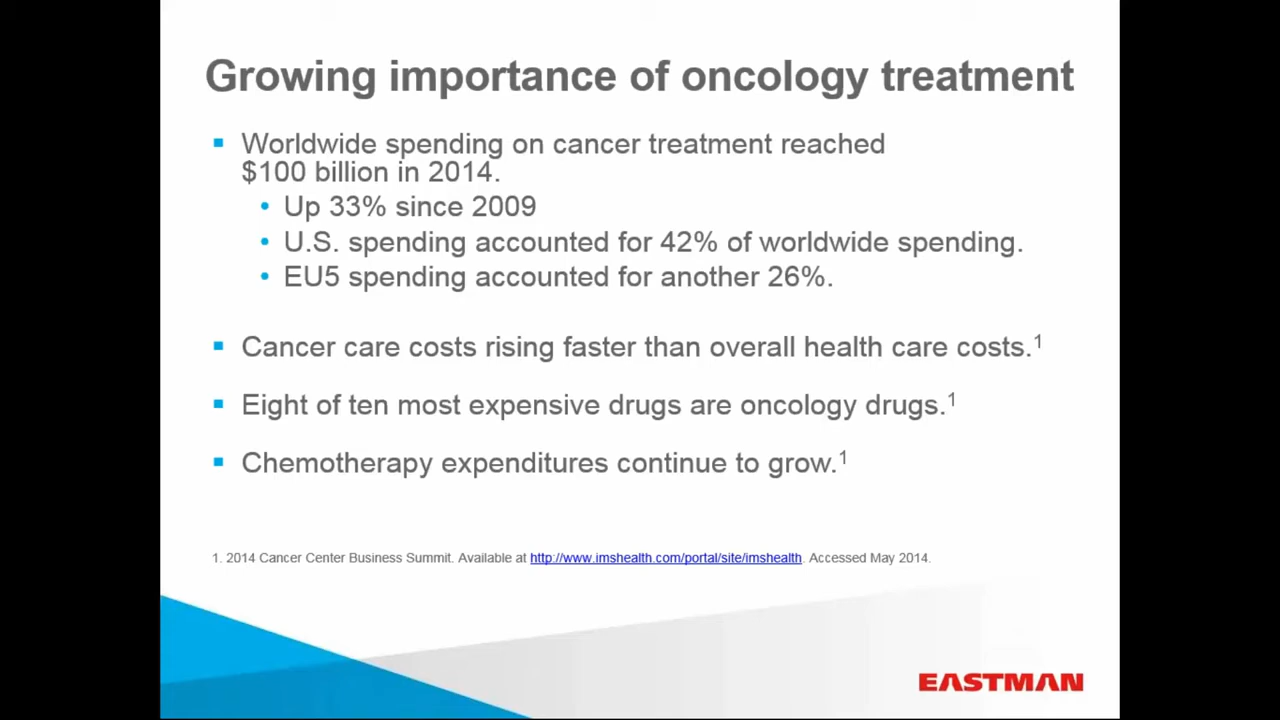 Growing importance of oncology treatment
▪ Worldwide spending on cancer treatment reached
$100 billion in 2014.
• Up 33% since 2009
• U.S. spending accounted for 42% of worldwide spending.
• EU5 spending accounted for another 26%.
▪ Cancer care costs rising faster than overall health care costs.¹
▪ Eight of ten most expensive drugs are oncology drugs.¹
▪ Chemotherapy expenditures continue to grow.¹
1. 2014 Cancer Center Business Summit. Available at http://www.imshealth.com/portal/site/imshealth. Accessed May 2014.
EASTMAN